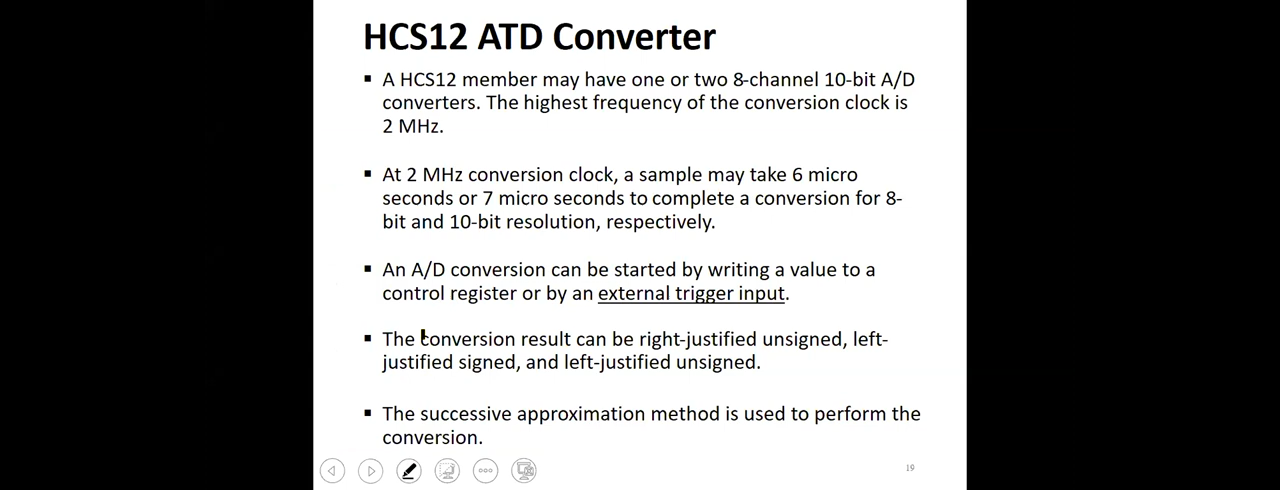 HCS12 ATD Converter
▪ A HCS12 member may have one or two 8-channel 10-bit A/D
converters. The highest frequency of the conversion clock is
2 MHz.
▪ At 2 MHz conversion clock, a sample may take 6 micro
seconds or 7 micro seconds to complete a conversion for 8-
bit and 10-bit resolution, respectively.
▪ An A/D conversion can be started by writing a value to a
control register or by an external trigger input.
▪ The conversion result can be right-justified unsigned, left-
justified signed, and left-justified unsigned.
▪ The successive approximation method is used to perform the
conversion.
19